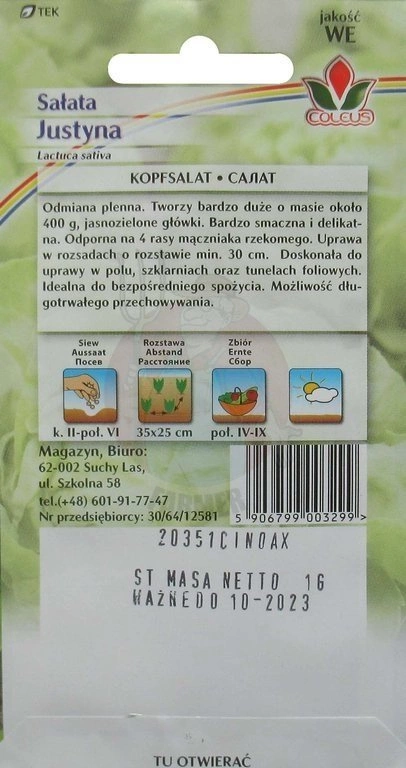 TEK
jakość
WE
Sałata
Justyna
Lactuca sativa
COLEUS
KOPFSALAT • САЛАТ
Odmiana plenna. Tworzy bardzo duże o masie około
400 g, jasnozielone główki. Bardzo smaczna i delikat-
na. Odporna na 4 rasy mączniaka rzekomego. Uprawa
w rozsadach o rozstawie min. 30 cm. Doskonała do
uprawy w polu, szklarniach oraz tunelach foliowych.
Idealna do bezpośredniego spożycia. Możliwość dłu-
gotrwałego przechowywania.
Siew
Aussaat
Посев
Rozstawa
Abstand
Расстояние
Zbiór
Ernte
Сбор
k. II-poł. VI
35x25 cm
poł. IV-IX
Magazyn, Biuro:
62-002 Suchy Las,
ul. Szkolna 58
tel.(+48) 601-91-77-47
Nr przedsiębiorcy: 30/64/12581
5 906799 003299 >
20351CINOAX
ST MASA NETTO 1G
WAŻNEDO 10-2023
TU OTWIERAĆ